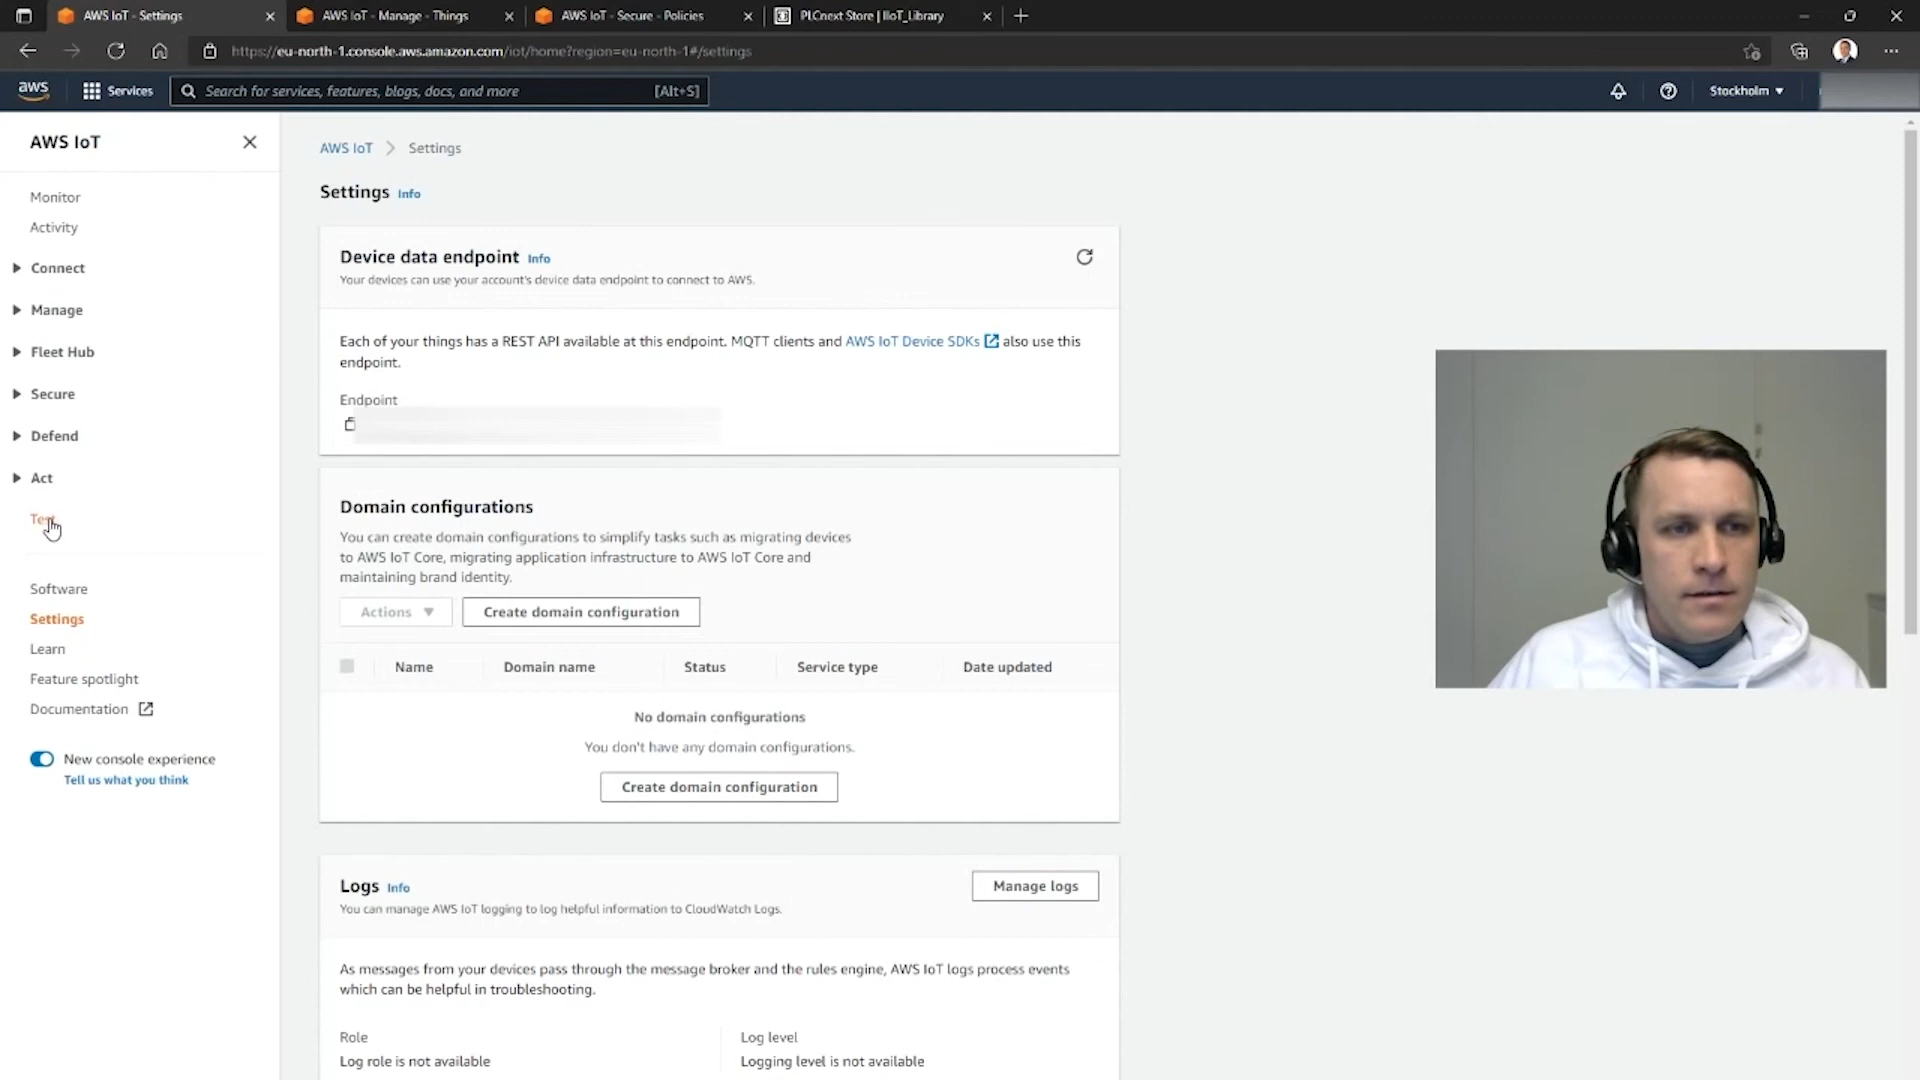 AWS IoT - Settings
AWS IoT - Manage - Things
AWS IoT - Secure - Policies
PLCnext Store | IIoT_Library
https://eu-north-1.console.aws.amazon.com/iot/home?region=eu-north-1#/settings
aws
Services
Search for services, features, blogs, docs, and more
[Alt+S]
Stockholm
AWS IoT
Monitor
Activity
Connect
Manage
Fleet Hub
Secure
Defend
Act
Test
Software
Settings
Learn
Feature spotlight
Documentation
New console experience
Tell us what you think
AWS IoT > Settings
Settings Info
Device data endpoint Info
Your devices can use your account's device data endpoint to connect to AWS.
Each of your things has a REST API available at this endpoint. MQTT clients and AWS IoT Device SDKs also use this
endpoint.
Endpoint
Domain configurations
You can create domain configurations to simplify tasks such as migrating devices
to AWS IoT Core, migrating application infrastructure to AWS IoT Core and
maintaining brand identity.
Actions
Create domain configuration
Name Domain name Status Service type Date updated
No domain configurations
You don't have any domain configurations.
Create domain configuration
Logs Info
Manage logs
You can manage AWS IoT logging to log helpful information to CloudWatch Logs.
As messages from your devices pass through the message broker and the rules engine, AWS IoT logs process events
which can be helpful in troubleshooting.
Role
Log role is not available
Log level
Logging level is not available